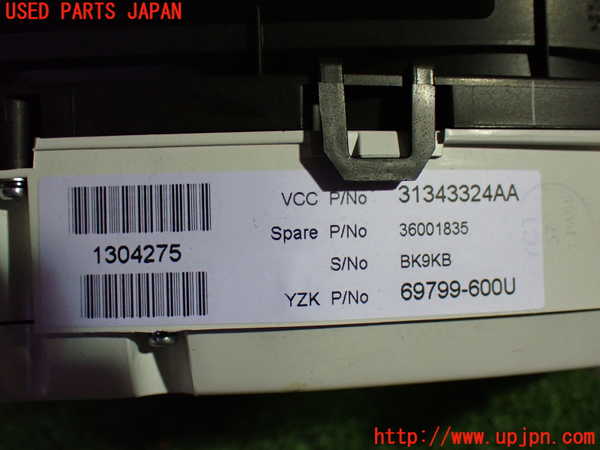 USED PARTS JAPAN
VCC P/No 31343324AA
Spare P/No 36001835
1304275
S/No BK9KB
YZK P/No 69799-600U
http://www.upjpn.com/